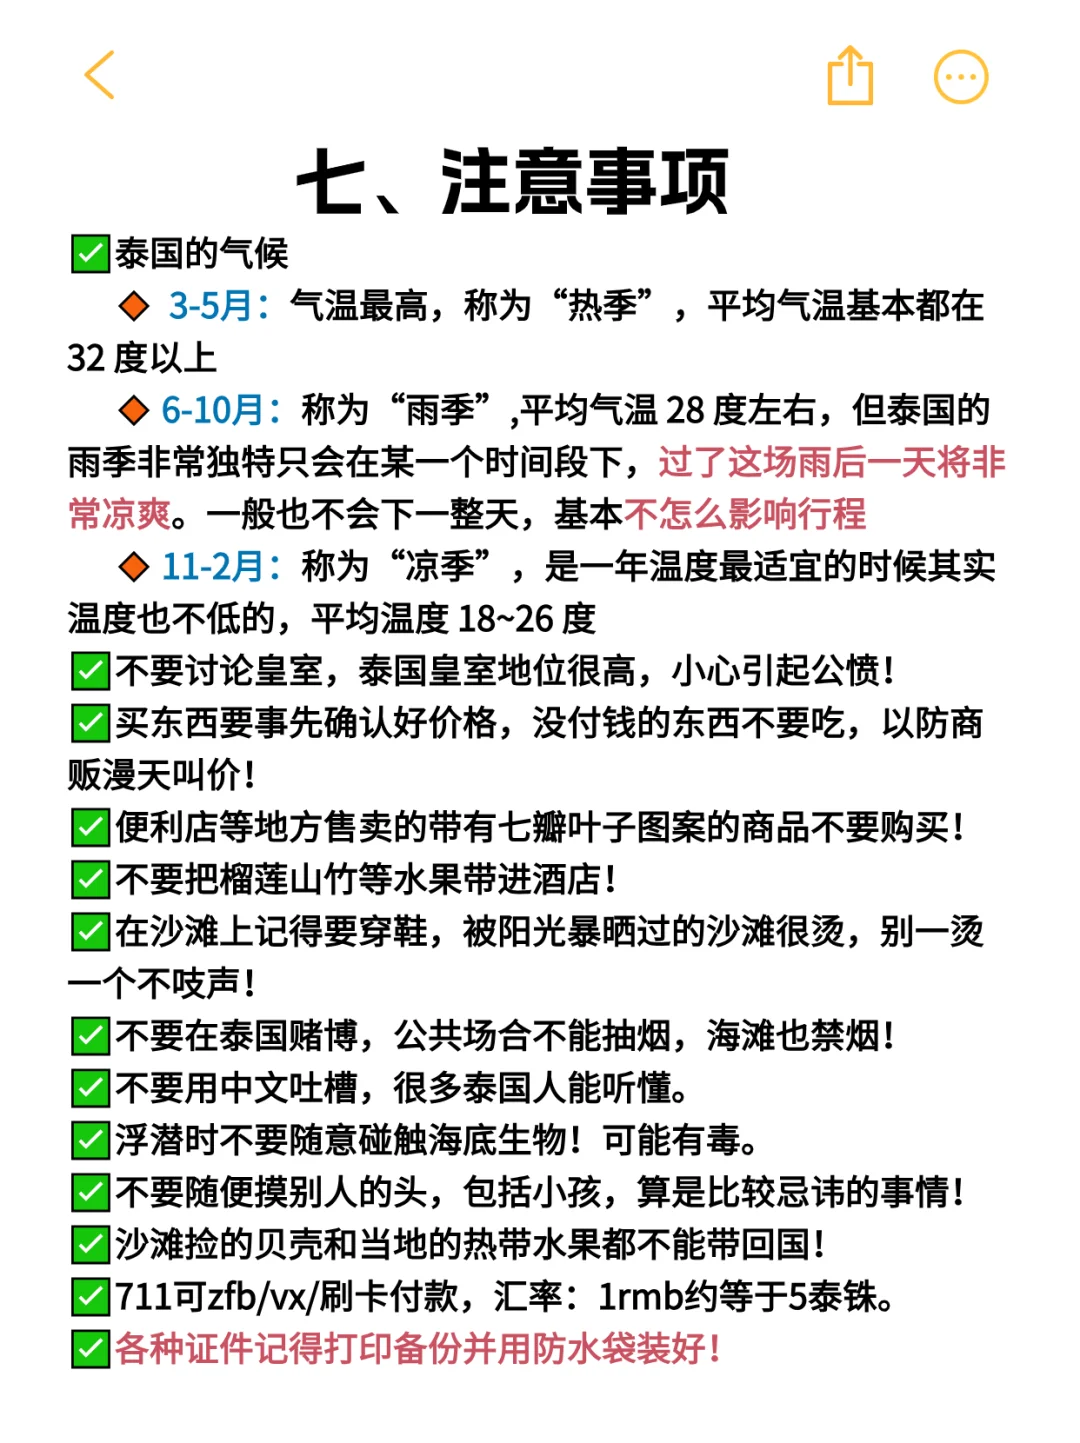 七、注意事项
✅泰国的气候
🔸 3-5月：气温最高，称为“热季”，平均气温基本都在
32 度以上
🔸 6-10月：称为“雨季”,平均气温 28 度左右，但泰国的
雨季非常独特只会在某一个时间段下，过了这场雨后一天将非
常凉爽。一般也不会下一整天，基本不怎么影响行程
🔸 11-2月：称为“凉季”，是一年温度最适宜的时候其实
温度也不低的，平均温度 18~26 度
✅不要讨论皇室，泰国皇室地位很高，小心引起公愤！
✅买东西要事先确认好价格，没付钱的东西不要吃，以防商
贩漫天叫价！
✅便利店等地方售卖的带有七瓣叶子图案的商品不要购买！
✅不要把榴莲山竹等水果带进酒店！
✅在沙滩上记得要穿鞋，被阳光暴晒过的沙滩很烫，别一烫
一个不吱声！
✅不要在泰国赌博，公共场合不能抽烟，海滩也禁烟！
✅不要用中文吐槽，很多泰国人能听懂。
✅浮潜时不要随意碰触海底生物！可能有毒。
✅不要随便摸别人的头，包括小孩，算是比较忌讳的事情！
✅沙滩捡的贝壳和当地的热带水果都不能带回国！
✅711可zfb/vx/刷卡付款，汇率：1rmb约等于5泰铢。
✅各种证件记得打印备份并用防水袋装好！